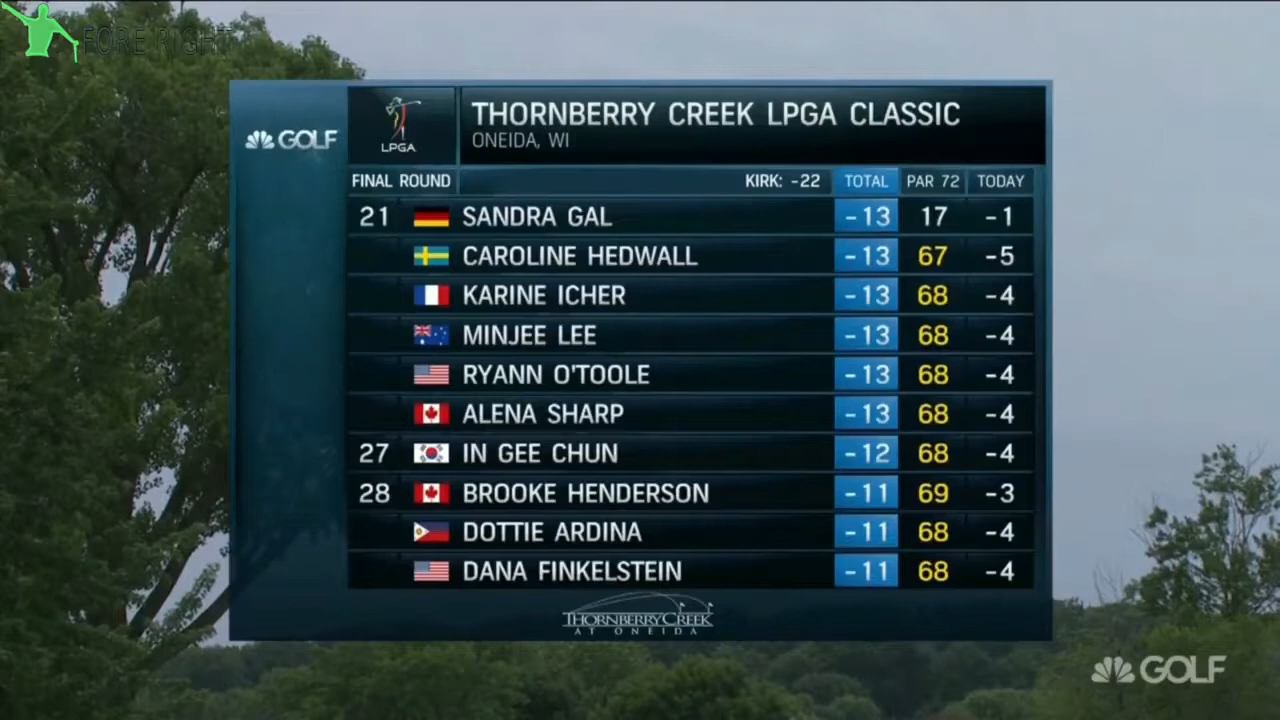 FORE RIGHT
GOLF
LPGA
THORNBERRY CREEK LPGA CLASSIC
ONEIDA, WI
FINAL ROUND KIRK: -22 TOTAL PAR 72 TODAY
21 SANDRA GAL -13 17 -1
CAROLINE HEDWALL -13 67 -5
KARINE ICHER -13 68 -4
MINJEE LEE -13 68 -4
RYANN O'TOOLE -13 68 -4
ALENA SHARP -13 68 -4
27 IN GEE CHUN -12 68 -4
28 BROOKE HENDERSON -11 69 -3
DOTTIE ARDINA -11 68 -4
DANA FINKELSTEIN -11 68 -4
THORNBERRY CREEK
AT ONEIDA
GOLF